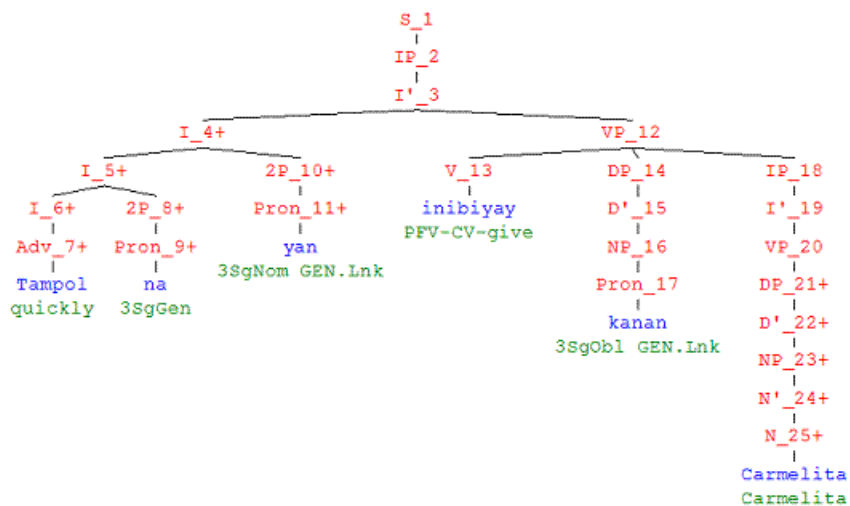 S_1
IP_2
I'_3
I_4+ VP_12
I_5+ 2P_10+ V_13 DP_14 IP_18
I_6+ 2P_8+ Pron_11+ inibiyay D'_15 I'_19
PFV-CV-give
Adv_7+ Pron_9+ yan NP_16 VP_20
3SgNom GEN.Lnk
Tampol na Pron_17 DP_21+
quickly 3SgGen
kanan D'_22+
3SgObl GEN.Lnk
NP_23+
N'_24+
N_25+
Carmelita
Carmelita